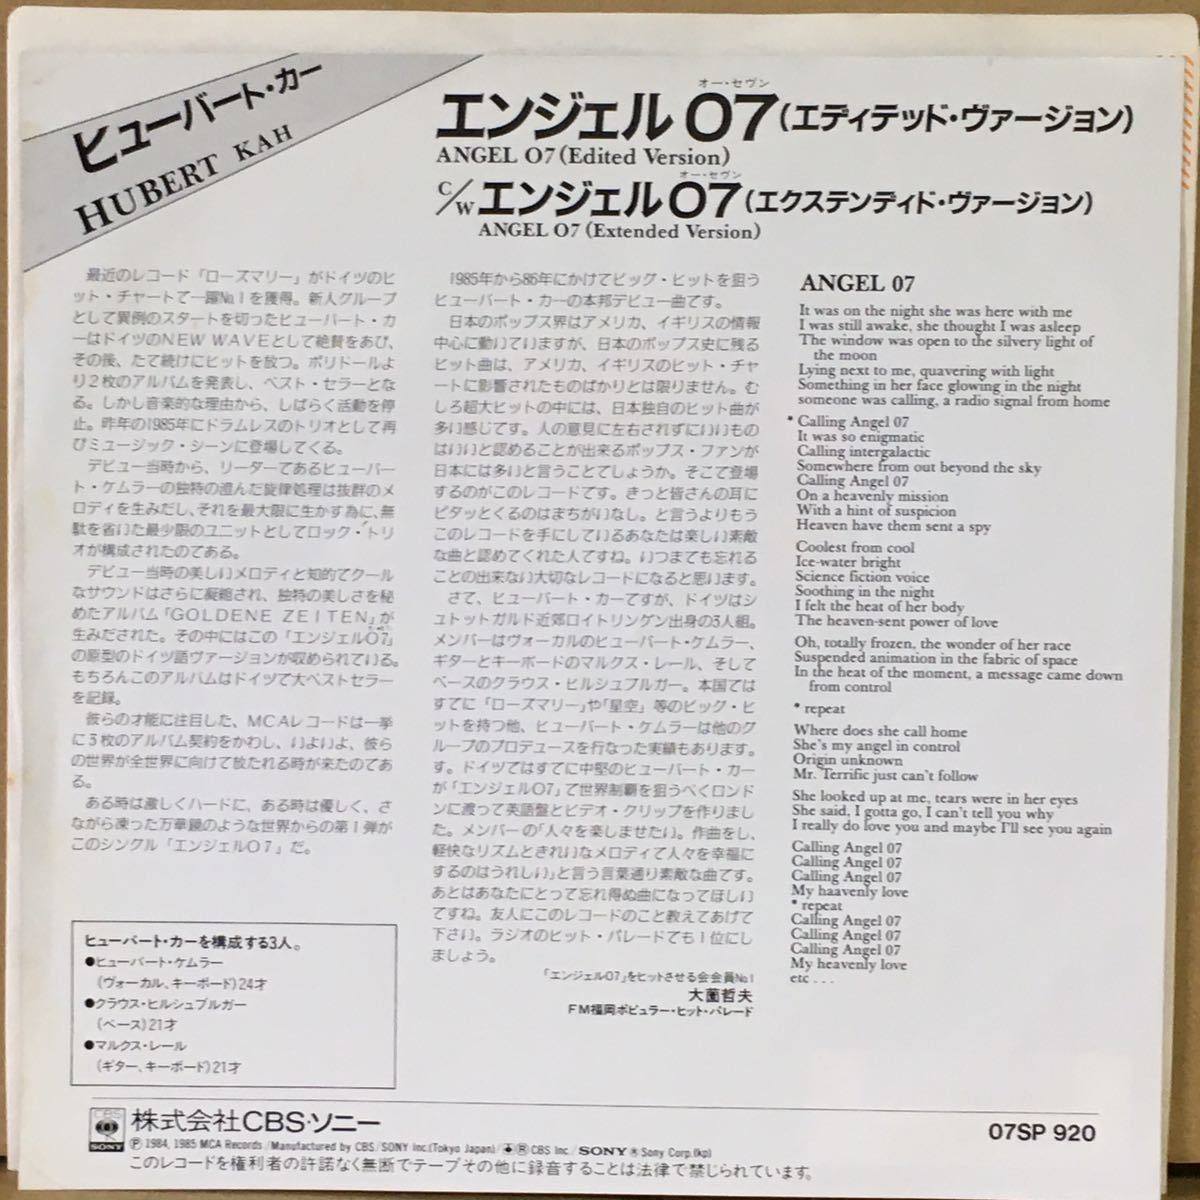 ヒューバート・カー
HUBERT KAH
オー・セヴン
エンジェル07(エディテッド・ヴァージョン)
ANGEL 07 (Edited Version)
オー・セヴン
C/W エンジェル07(エクステンディド・ヴァージョン)
ANGEL 07 (Extended Version)
最近のレコード「ローズマリー」がドイツのヒ
ット・チャートで一躍No.1を獲得。新人グループ
として異例のスタートを切ったヒューバート・カ
ーはドイツのNEW WAVEとして絶賛をあび、
その後、たて続けにヒットを放つ。ポリドールよ
り2枚のアルバムを発表し、ベスト・セラーとな
る。しかし音楽的な理由から、しばらく活動を停
止。昨年の1985年にドラムレスのトリオとして再
びミュージック・シーンに登場してくる。
デビュー当時から、リーダーであるヒューバー
ト・ケムラーの独特の澄んだ旋律処理は抜群のメ
ロディを生みだし、それを最大限に生かす為に、無
駄を省けた最少限のユニットとしてロック・トリ
オが構成されたのである。
デビュー当時の美しいメロディと知的でクール
なサウンドはさらに凝縮され、独特の美しさを秘
めたアルバム「GOLDENE ZEITEN」が
生みだされた。その中にはこの「エンジェル07」
の原型のドイツ語ヴァージョンが収められている。
もちろんこのアルバムはドイツで大ベストセラー
を記録。
彼らの才能に注目した、MCAレコードは一挙
に3枚のアルバム契約をかわし、いよいよ、彼ら
の世界が全世界に向けて放たれる時が来たのであ
る。
ある時は激しくハードに、ある時は優しく、さ
ながら凍った万華鏡のような世界からの第1弾が
このシングル「エンジェル07」だ。
ヒューバート・カーを構成する3人。
●ヒューバート・ケムラー
(ヴォーカル、キーボード)24才
●クラウス・ヒルシュブルガー
(ベース)21才
●マルクス・レール
(ギター、キーボード)21才
1985年から86年にかけてビッグ・ヒットを狙う
ヒューバート・カーの本邦デビュー曲です。
日本のポップス界はアメリカ、イギリスの情報
中心に動いていますが、日本のポップス史に残る
ヒット曲は、アメリカ、イギリスのヒット・チャ
ートに影響されたものばかりとは限りません。む
しろ超大ヒットの中には、日本独自のヒット曲が
多い感じです。人の意見に左右されずにいいもの
はいいと認めることが出来るポップス・ファンが
日本には多いと言うことでしょうか。そこで登場
するのがこのレコードです。きっと皆さんの耳に
ピタッとくるのはまちがいなし。と言うよりもう
このレコードを手にしているあなたは楽しい素敵
な曲と認めてくれた人ですね。いつまでも忘れる
ことの出来ない大切なレコードになると思います。
さて、ヒューバート・カーですが、ドイツはシ
ュトットガルド近郊ロイトリンゲン出身の3人組。
メンバーはヴォーカルのヒューバート・ケムラー、
ギターとキーボードのマルクス・レール、そして
ベースのクラウス・ヒルシュブルガー。本国では
すでに「ローズマリー」や「星空」等のビッグ・ヒ
ットを持つ他、ヒューバート・ケムラーは他のグ
ループのプロデュースを行なった実績もあります。
す。ドイツではすでに中堅のヒューバート・カー
が「エンジェル07」で世界制覇を狙うべくロンド
ンに渡って英語盤とビデオ・クリップを作りまし
た。メンバーの「人々を楽しませたい。作曲をし、
軽快なリズムときれいなメロディで人々を幸福に
するのはうれしい」と言う言葉通り素敵な曲です。
あとはあなたにとって忘れ得ぬ曲になってほしい
ですね。友人にこのレコードのこと教えてあげて
下さい。ラジオのヒット・パレードでも1位にし
ましょう。
「エンジェル07」をヒットさせる会会員No.1
大薗哲夫
FM福岡ポピュラー・ヒット・パレード
ANGEL 07
It was on the night she was here with me
I was still awake, she thought I was asleep
The window was open to the silvery light of
the moon
Lying next to me, quavering with light
Something in her face glowing in the night
someone was calling, a radio signal from home
* Calling Angel 07
It was so enigmatic
Calling intergalactic
Somewhere from out beyond the sky
Calling Angel 07
On a heavenly mission
With a hint of suspicion
Heaven have them sent a spy
Coolest from cool
Ice-water bright
Science fiction voice
Soothing in the night
I felt the heat of her body
The heaven-sent power of love
Oh, totally frozen, the wonder of her race
Suspended animation in the fabric of space
In the heat of the moment, a message came down
from control
* repeat
Where does she call home
She's my angel in control
Origin unknown
Mr. Terrific just can't follow
She looked up at me, tears were in her eyes
She said, I gotta go, I can't tell you why
I really do love you and maybe I'll see you again
Calling Angel 07
Calling Angel 07
Calling Angel 07
My haavenly love
* repeat
Calling Angel 07
Calling Angel 07
Calling Angel 07
My heavenly love
etc . . .
CBS SONY 株式会社CBS・ソニー
Ⓟ1984, 1985 MCA Records/Manufactured by CBS/SONY Inc.(Tokyo Japan)/Ⓡ CBS Inc./SONY® Sony Corp.(kp)
このレコードを権利者の許諾なく無断でテープその他に録音することは法律で禁じられています。
07SP 920